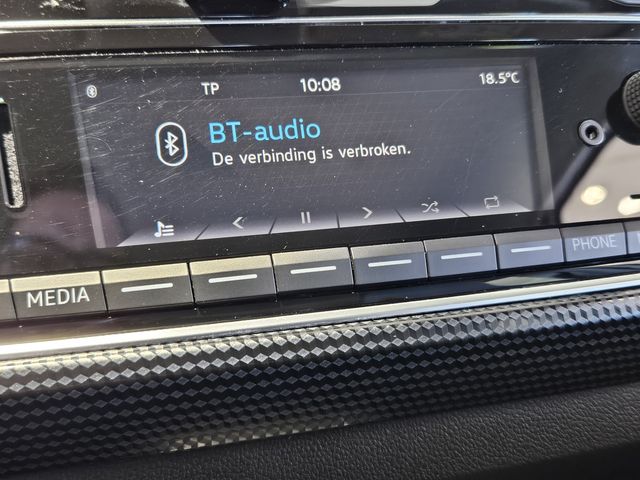 TP 10:08 18.5°C
BT-audio
De verbinding is verbroken.
MEDIA PHONE